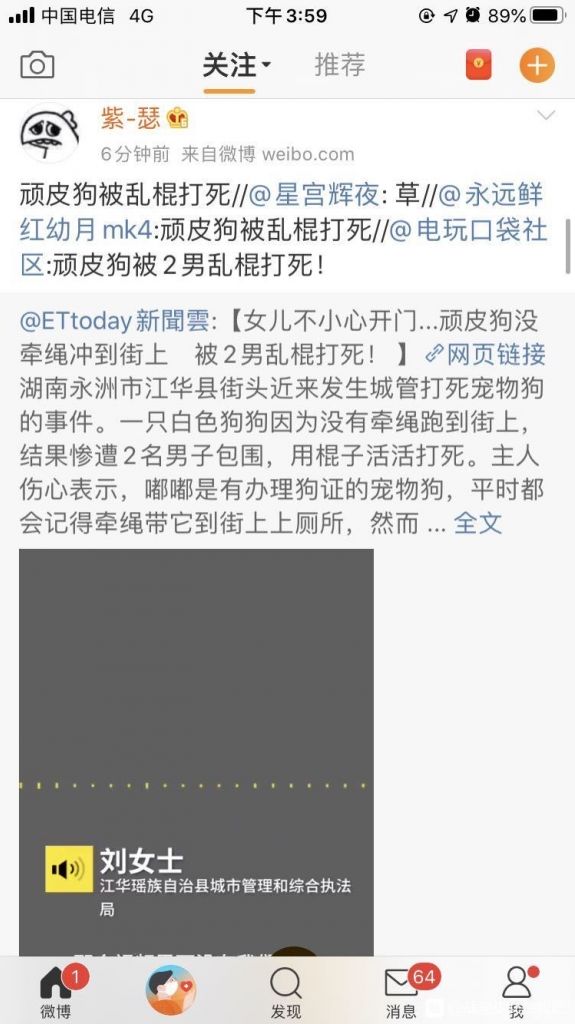 中国电信 4G 下午3:59 89%
关注 推荐
紫-瑟
6分钟前 来自微博 weibo.com
顽皮狗被乱棍打死//@星宫辉夜: 草//@永远鲜
红幼月mk4:顽皮狗被乱棍打死//@电玩口袋社
区:顽皮狗被2男乱棍打死！
@ETtoday新聞雲:【女儿不小心开门...顽皮狗没
牵绳冲到街上 被2男乱棍打死！】网页链接
湖南永洲市江华县街头近来发生城管打死宠物狗
的事件。一只白色狗狗因为没有牵绳跑到街上，
结果惨遭2名男子包围，用棍子活活打死。主人
伤心表示，嘟嘟是有办理狗证的宠物狗，平时都
会记得牵绳带它到街上上厕所，然而 ... 全文
刘女士
江华瑶族自治县城市管理和综合执法
局
1 64
微博 发现 消息 我